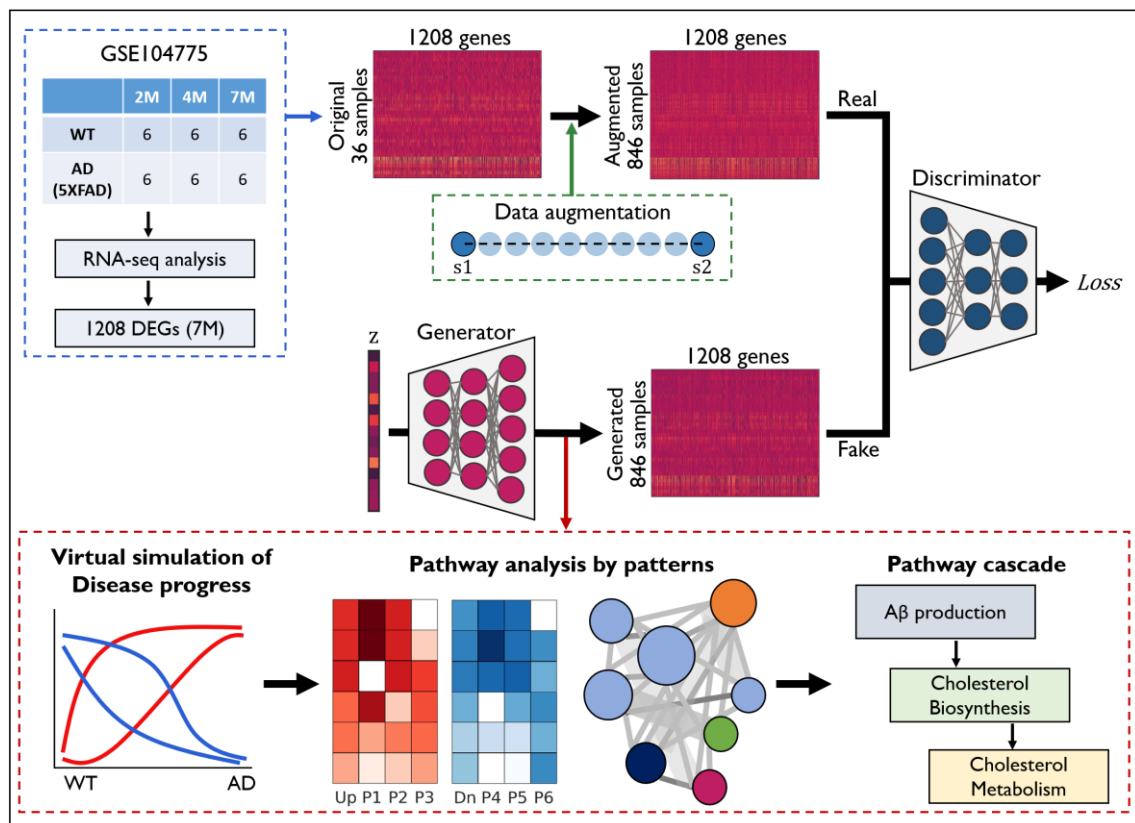 GSE104775
2M 4M 7M
WT 6 6 6
AD
(5XFAD) 6 6 6
RNA-seq analysis
1208 DEGs (7M)
1208 genes
Original
36 samples
1208 genes
Augmented
846 samples
Data augmentation
s1 s2
Real
Discriminator
Loss
z
Generator
1208 genes
Generated
846 samples
Fake
Virtual simulation of
Disease progress
WT AD
Pathway analysis by patterns
Up P1 P2 P3
Dn P4 P5 P6
Pathway cascade
Aβ production
Cholesterol
Biosynthesis
Cholesterol
Metabolism